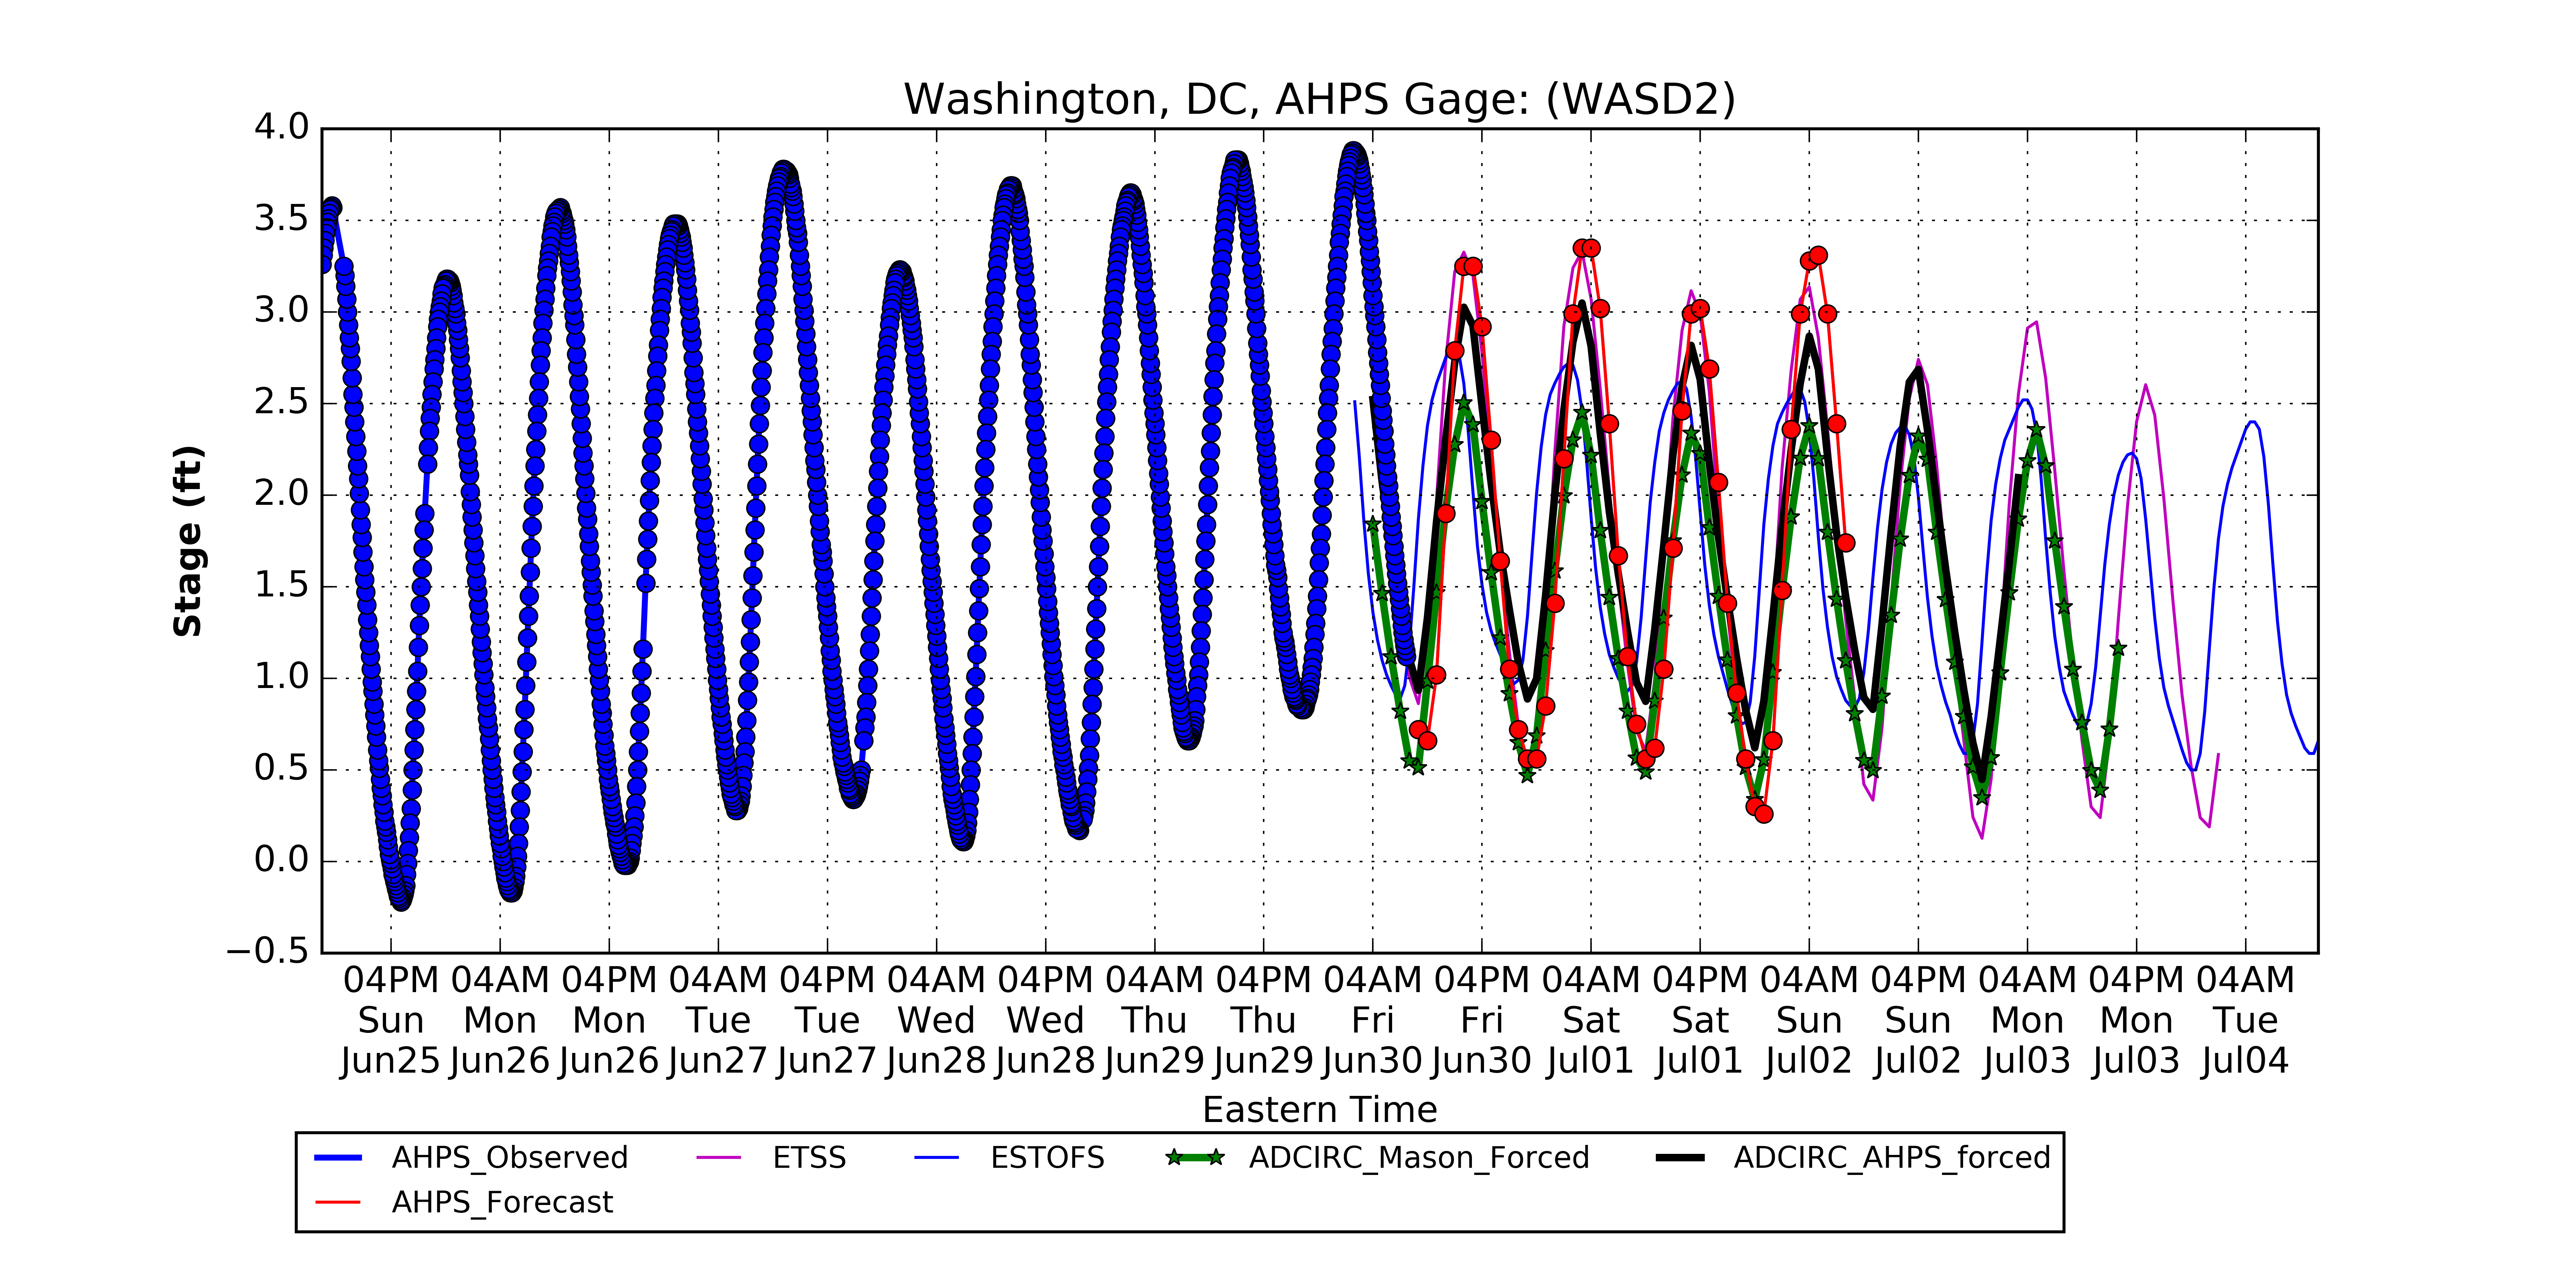 Washington, DC, AHPS Gage: (WASD2)
4.0
3.5
3.0
2.5
2.0
1.5
1.0
0.5
0.0
−0.5
Stage (ft)
04PM 04AM 04PM 04AM 04PM 04AM 04PM 04AM 04PM 04AM 04PM 04AM 04PM 04AM 04PM 04AM 04PM 04AM
Sun Mon Mon Tue Tue Wed Wed Thu Thu Fri Fri Sat Sat Sun Sun Mon Mon Tue
Jun25 Jun26 Jun26 Jun27 Jun27 Jun28 Jun28 Jun29 Jun29 Jun30 Jun30 Jul01 Jul01 Jul02 Jul02 Jul03 Jul03 Jul04
Eastern Time
AHPS_Observed ETSS ESTOFS ADCIRC_Mason_Forced ADCIRC_AHPS_forced
AHPS_Forecast